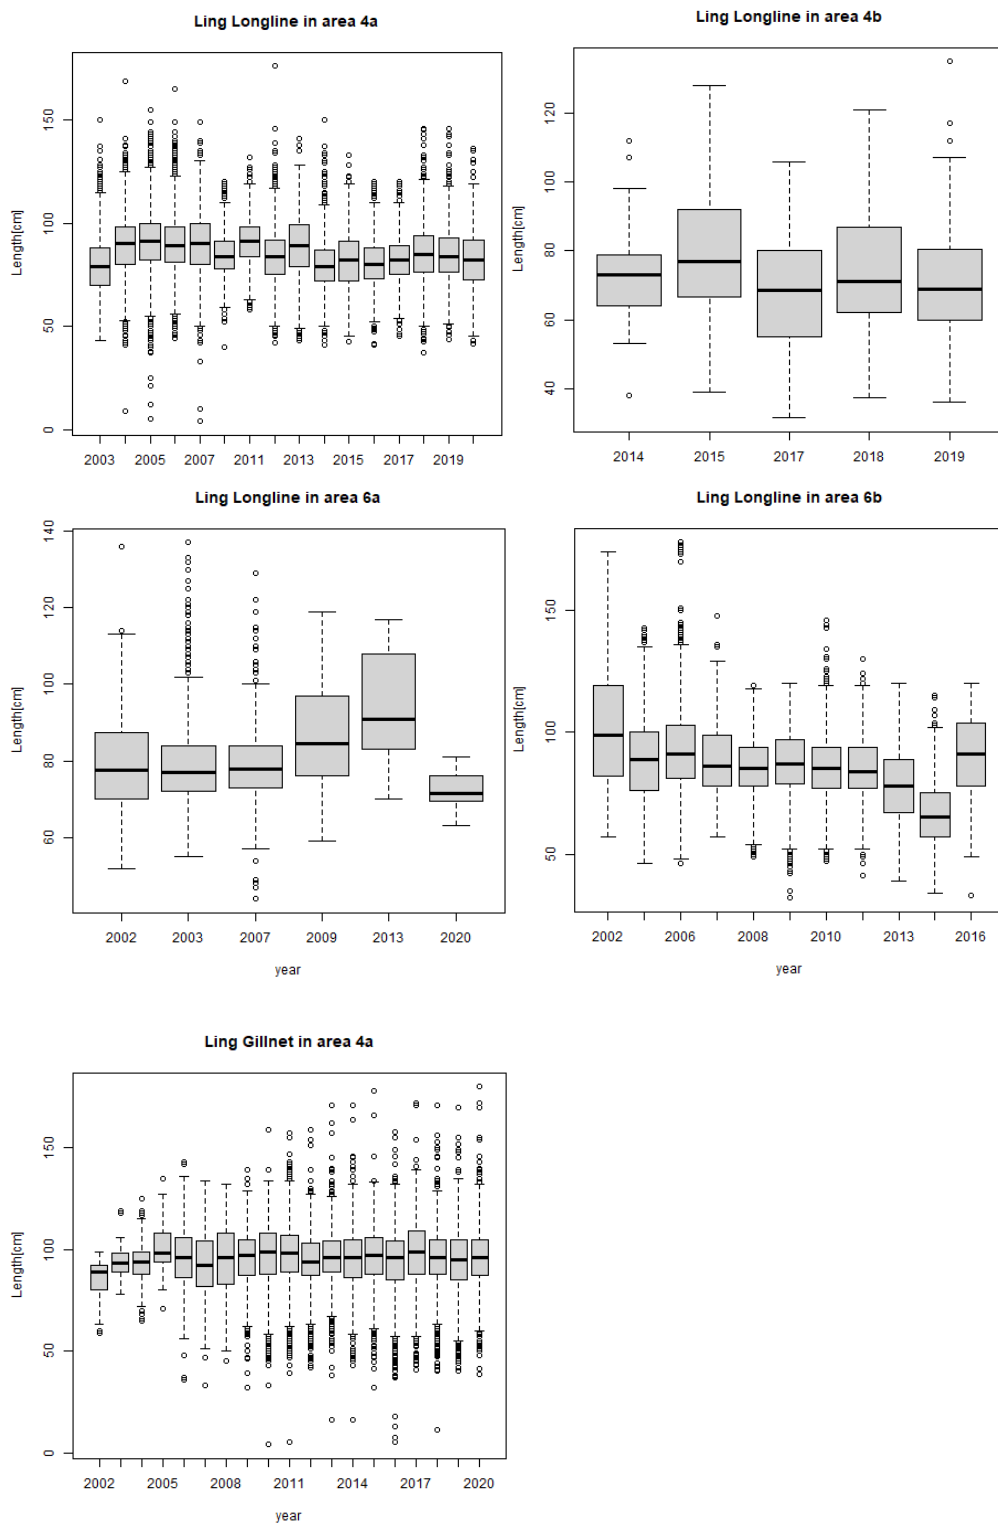 Ling Longline in area 4a
Length[cm]
150
100
50
0
2003 2005 2007 2011 2013 2015 2017 2019
Ling Longline in area 4b
Length[cm]
120
100
80
60
40
2014 2015 2017 2018 2019
Ling Longline in area 6a
Length[cm]
140
120
100
80
60
2002 2003 2007 2009 2013 2020
year
Ling Longline in area 6b
Length[cm]
150
100
50
2002 2006 2008 2010 2013 2016
year
Ling Gillnet in area 4a
Length[cm]
150
100
50
0
2002 2005 2008 2011 2014 2017 2020
year